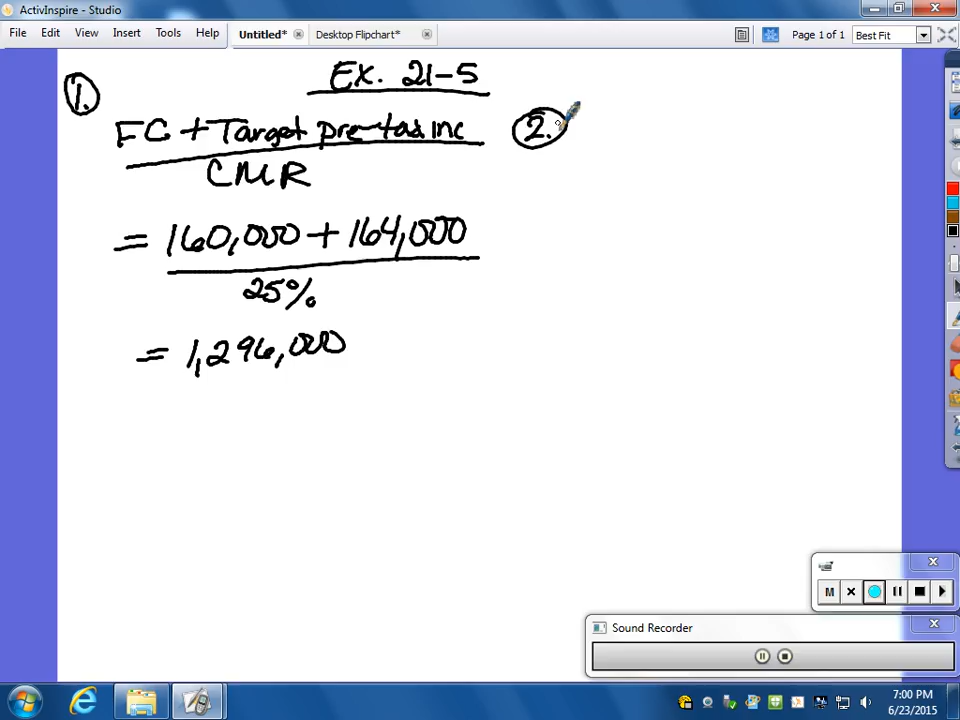 ActivInspire - Studio
File Edit View Insert Tools Help Untitled* Desktop Flipchart* Page 1 of 1 Best Fit
Ex. 21-5
1.
FC + Target pre-tax inc
CMR
= 160,000 + 164,000
25%
= 1,296,000
2.
M
Sound Recorder
7:00 PM
6/23/2015